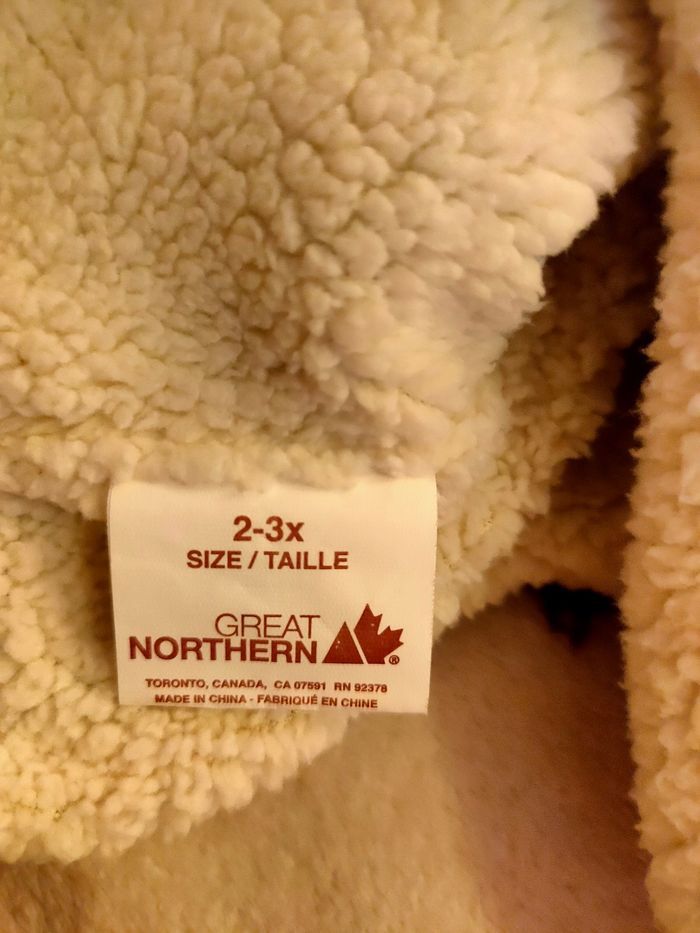 2-3x
SIZE / TAILLE
GREAT
NORTHERN ®
TORONTO, CANADA, CA 07591 RN 92378
MADE IN CHINA - FABRIQUÉ EN CHINE